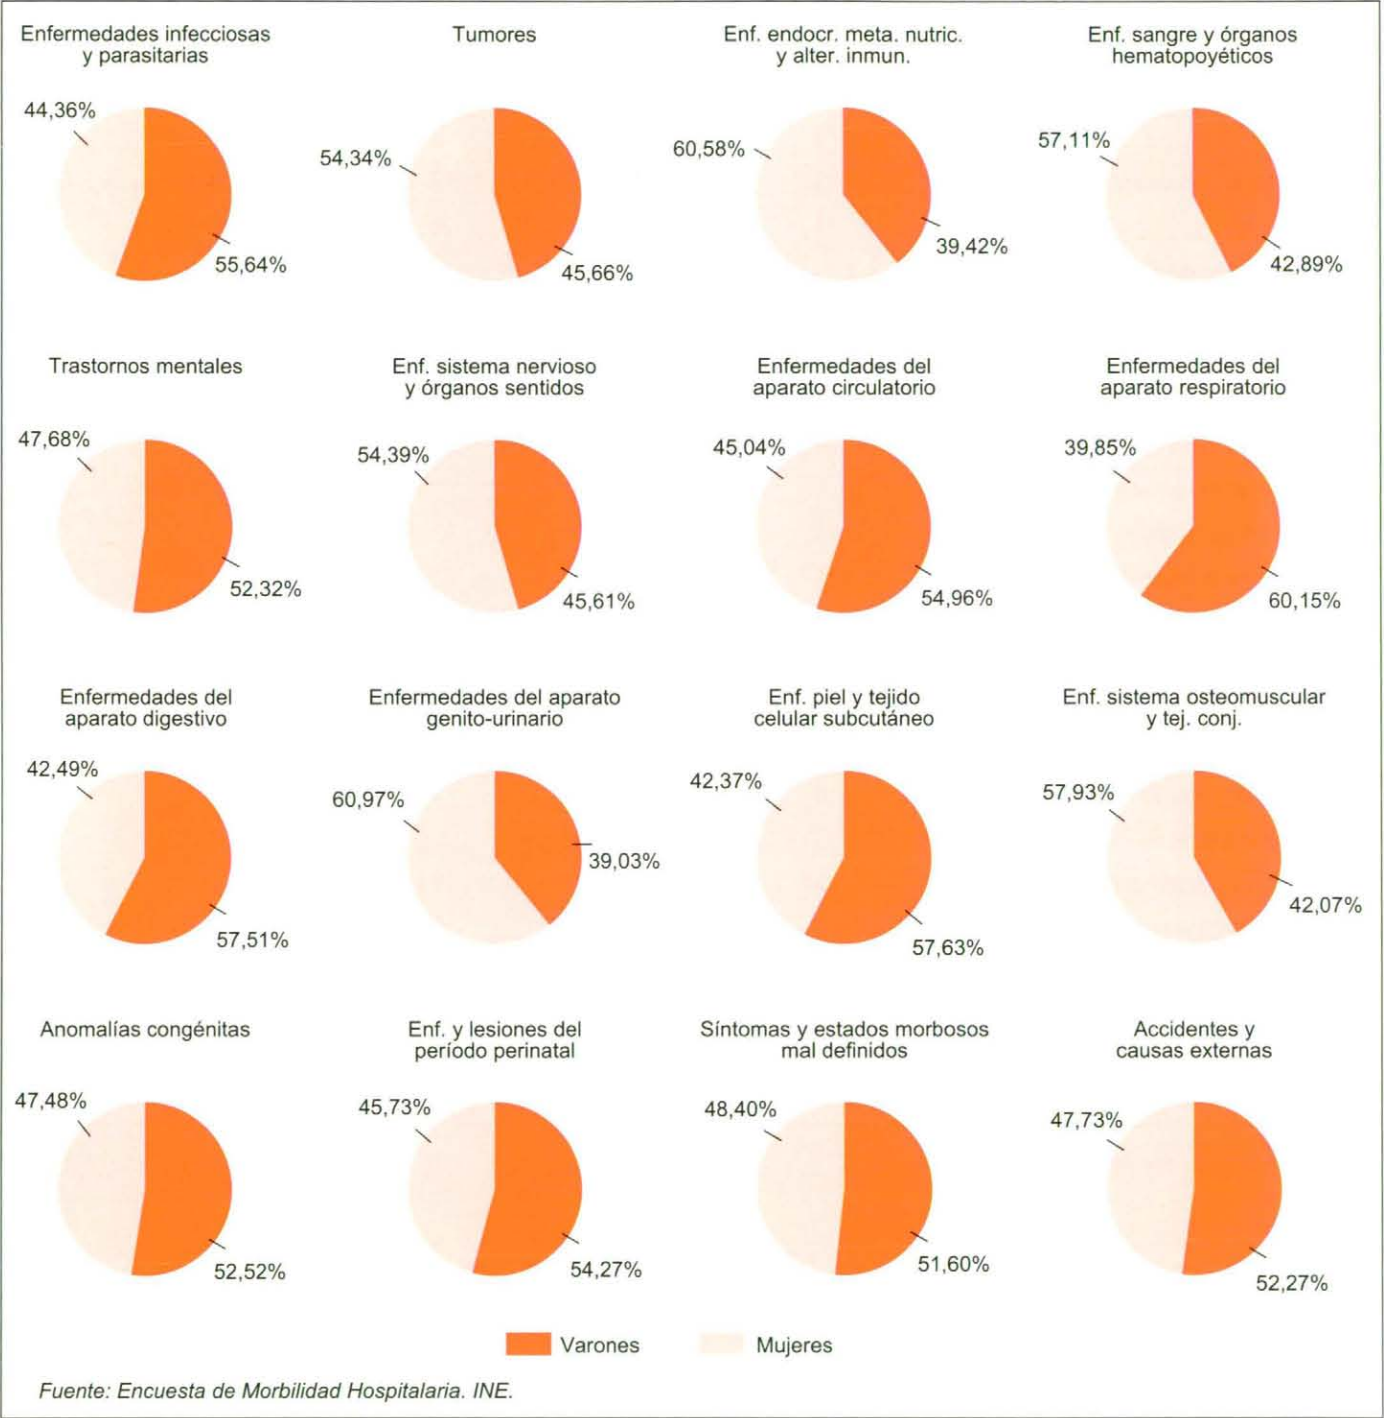 Enfermedades infecciosas
y parasitarias
44,36%
55,64%
Tumores
54,34%
45,66%
Enf. endocr. meta. nutric.
y alter. inmun.
60,58%
39,42%
Enf. sangre y órganos
hematopoyéticos
57,11%
42,89%
Trastornos mentales
47,68%
52,32%
Enf. sistema nervioso
y órganos sentidos
54,39%
45,61%
Enfermedades del
aparato circulatorio
45,04%
54,96%
Enfermedades del
aparato respiratorio
39,85%
60,15%
Enfermedades del
aparato digestivo
42,49%
57,51%
Enfermedades del aparato
genito-urinario
60,97%
39,03%
Enf. piel y tejido
celular subcutáneo
42,37%
57,63%
Enf. sistema osteomuscular
y tej. conj.
57,93%
42,07%
Anomalías congénitas
47,48%
52,52%
Enf. y lesiones del
período perinatal
45,73%
54,27%
Síntomas y estados morbosos
mal definidos
48,40%
51,60%
Accidentes y
causas externas
47,73%
52,27%
Varones
Mujeres
Fuente: Encuesta de Morbilidad Hospitalaria. INE.